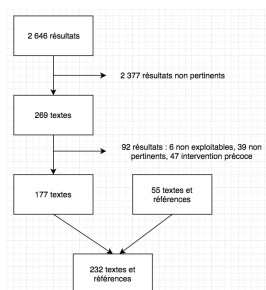 2 646 résultats
2 377 résultats non pertinents
269 textes
92 résultats : 6 non exploitables, 39 non
pertinents, 47 intervention précoce
177 textes
55 textes et
références
232 textes et
références